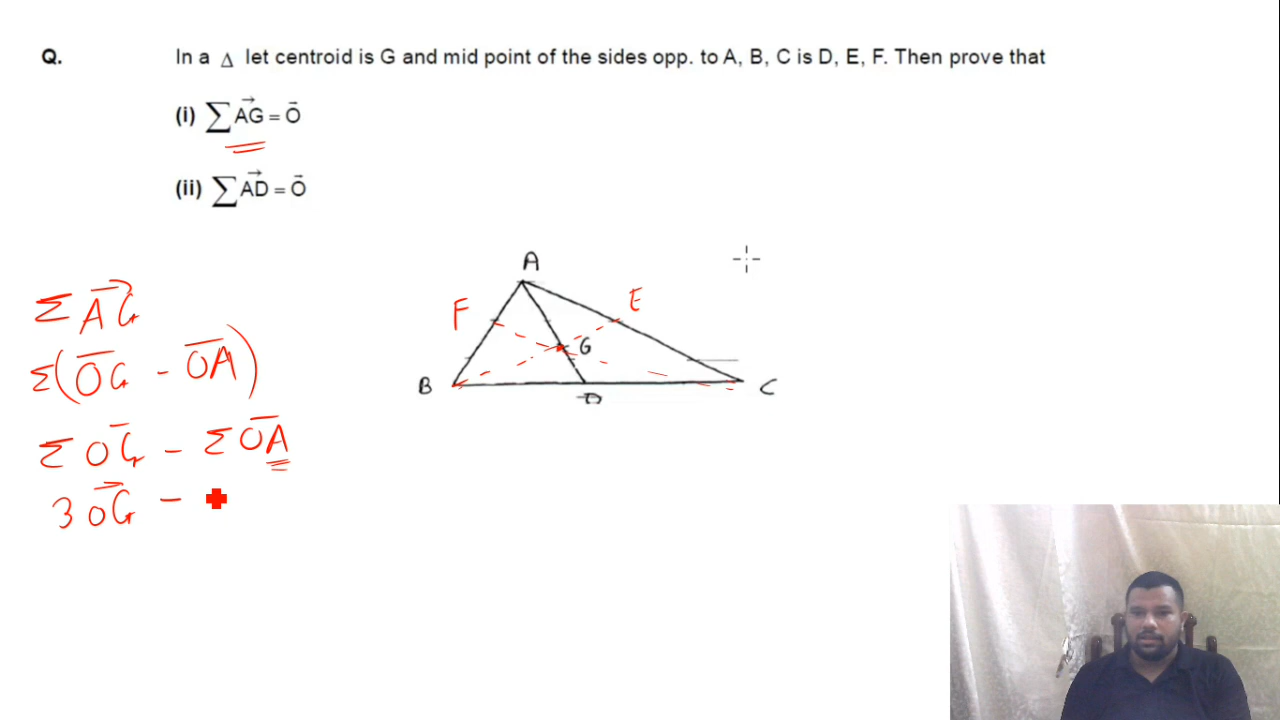 Q. In a Δ let centroid is G and mid point of the sides opp. to A, B, C is D, E, F. Then prove that
(i) ∑A⃗G⃗ = O⃗
(ii) ∑A⃗D⃗ = O̅
A
F
E
G
B
D
C
Σ A⃗G⃗
Σ(O̅G̅ - O̅A̅)
Σ O̅G̅ - Σ O̅A̅
3 O⃗G⃗ -